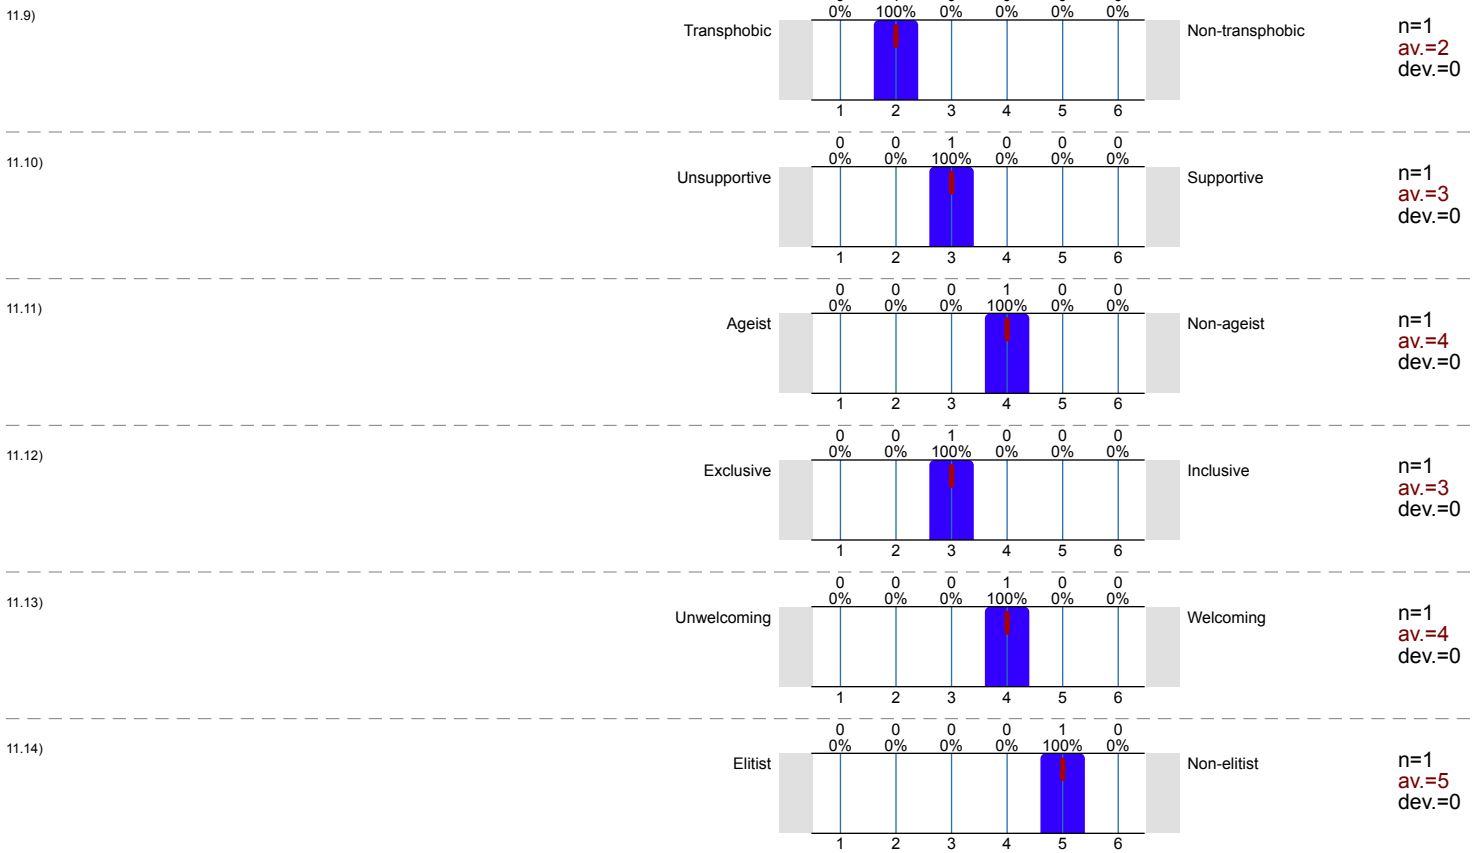 0 1 0 0 0 0
11.9)
0% 100% 0% 0% 0% 0%
Transphobic Non-transphobic n=1
av.=2
dev.=0
1 2 3 4 5 6
0 0 1 0 0 0
11.10)
0% 0% 100% 0% 0% 0%
Unsupportive Supportive n=1
av.=3
dev.=0
1 2 3 4 5 6
0 0 0 1 0 0
11.11)
0% 0% 0% 100% 0% 0%
Ageist Non-ageist n=1
av.=4
dev.=0
1 2 3 4 5 6
0 0 1 0 0 0
11.12)
0% 0% 100% 0% 0% 0%
Exclusive Inclusive n=1
av.=3
dev.=0
1 2 3 4 5 6
0 0 0 1 0 0
11.13)
0% 0% 0% 100% 0% 0%
Unwelcoming Welcoming n=1
av.=4
dev.=0
1 2 3 4 5 6
0 0 0 0 1 0
11.14)
0% 0% 0% 0% 100% 0%
Elitist Non-elitist n=1
av.=5
dev.=0
1 2 3 4 5 6